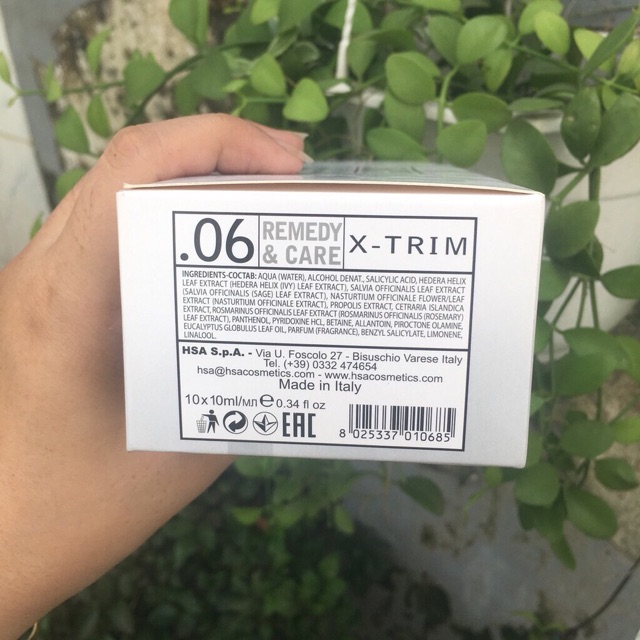 .06 REMEDY & CARE X-TRIM
INGREDIENTS-COCTAB: AQUA (WATER), ALCOHOL DENAT., SALICYLIC ACID, HEDERA HELIX
LEAF EXTRACT (HEDERA HELIX (IVY) LEAF EXTRACT), SALVIA OFFICINALIS LEAF EXTRACT
(SALVIA OFFICINALIS (SAGE) LEAF EXTRACT), NASTURTIUM OFFICINALE FLOWER/LEAF
EXTRACT (NASTURTIUM OFFICINALE EXTRACT), PROPOLIS EXTRACT, CETRARIA ISLANDICA
EXTRACT, ROSMARINUS OFFICINALIS LEAF EXTRACT (ROSMARINUS OFFICINALIS (ROSEMARY)
LEAF EXTRACT), PANTHENOL, PYRIDOXINE HCL, BETAINE, ALLANTOIN, PIROCTONE OLAMINE,
EUCALYPTUS GLOBULUS LEAF OIL, PARFUM (FRAGRANCE), BENZYL SALICYLATE, LIMONENE,
LINALOOL.
HSA S.p.A. - Via U. Foscolo 27 - Bisuschio Varese Italy
Tel. (+39) 0332 474654
hsa@hsacosmetics.com - www.hsacosmetics.com
Made in Italy
10x10ml/мл e 0.34 fl oz
EAC
8 025337 010685